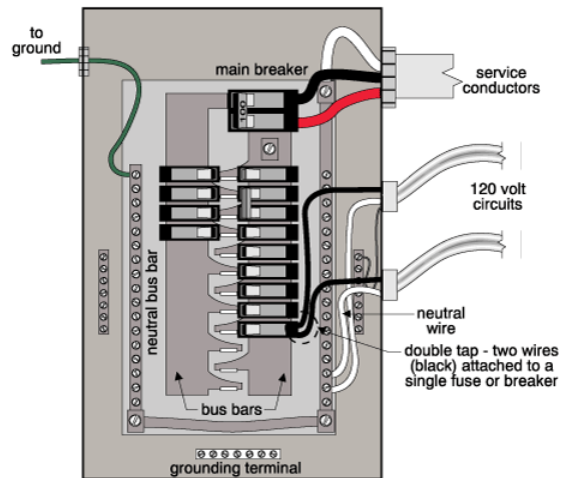 to
ground
main breaker
100
service
conductors
120 volt
circuits
neutral bus bar
neutral
wire
double tap - two wires
(black) attached to a
single fuse or breaker
bus bars
grounding terminal